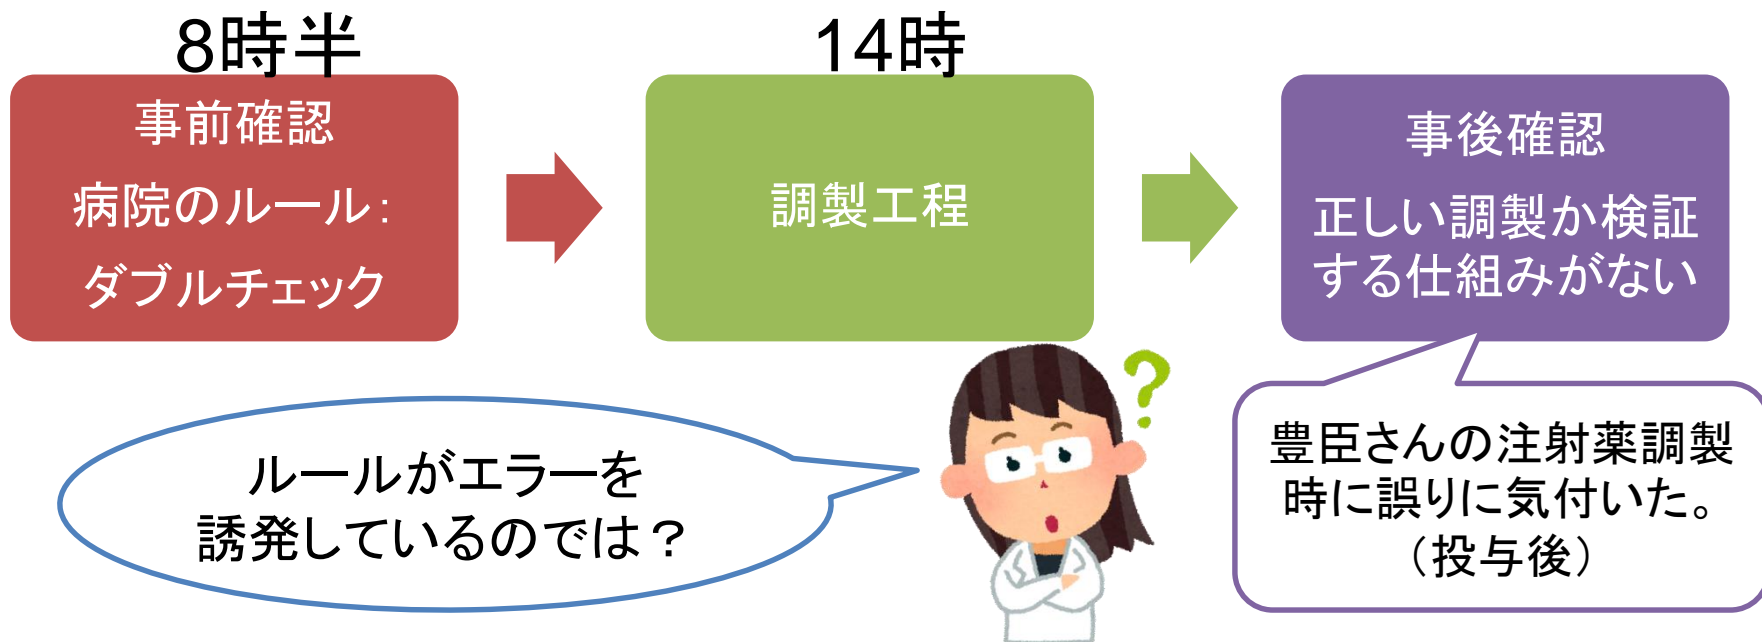 8時半
事前確認
病院のルール：
ダブルチェック
14時
調製工程
事後確認
正しい調製か検証
する仕組みがない
ルールがエラーを
誘発しているのでは？
?
豊臣さんの注射薬調製
時に誤りに気付いた。
（投与後）